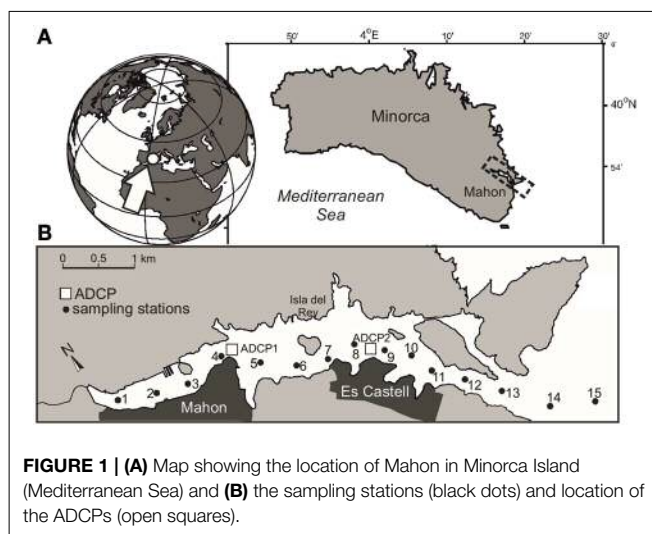 A
50'
4°E
10'
20'
30'
6'
40°N
54'
Minorca
Mahon
Mediterranean
Sea
B
0 0.5 1 km
ADCP
sampling stations
N
Isla del
Rey
ADCP1
ADCP2
1 2 3 4 5 6 7 8 9 10 11 12 13 14 15
Mahon
Es Castell
FIGURE 1 | (A) Map showing the location of Mahon in Minorca Island
(Mediterranean Sea) and (B) the sampling stations (black dots) and location of
the ADCPs (open squares).